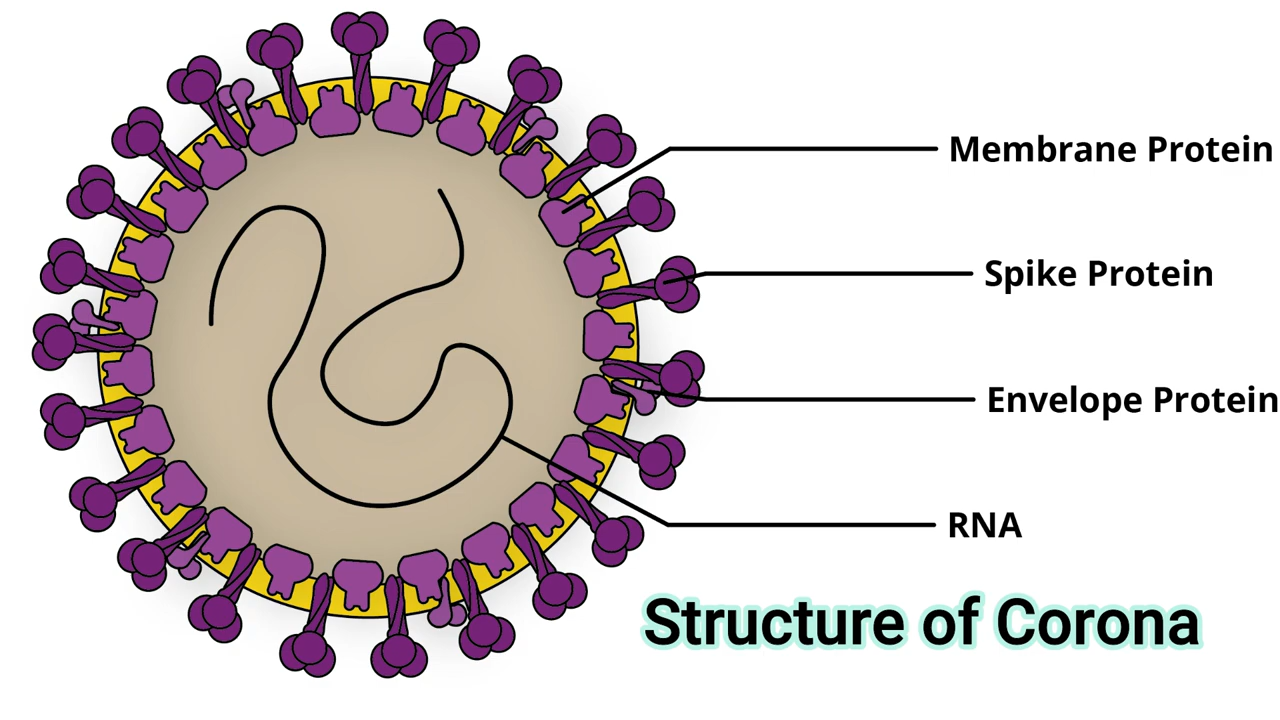 Membrane Protein
Spike Protein
Envelope Protein
RNA
Structure of Corona